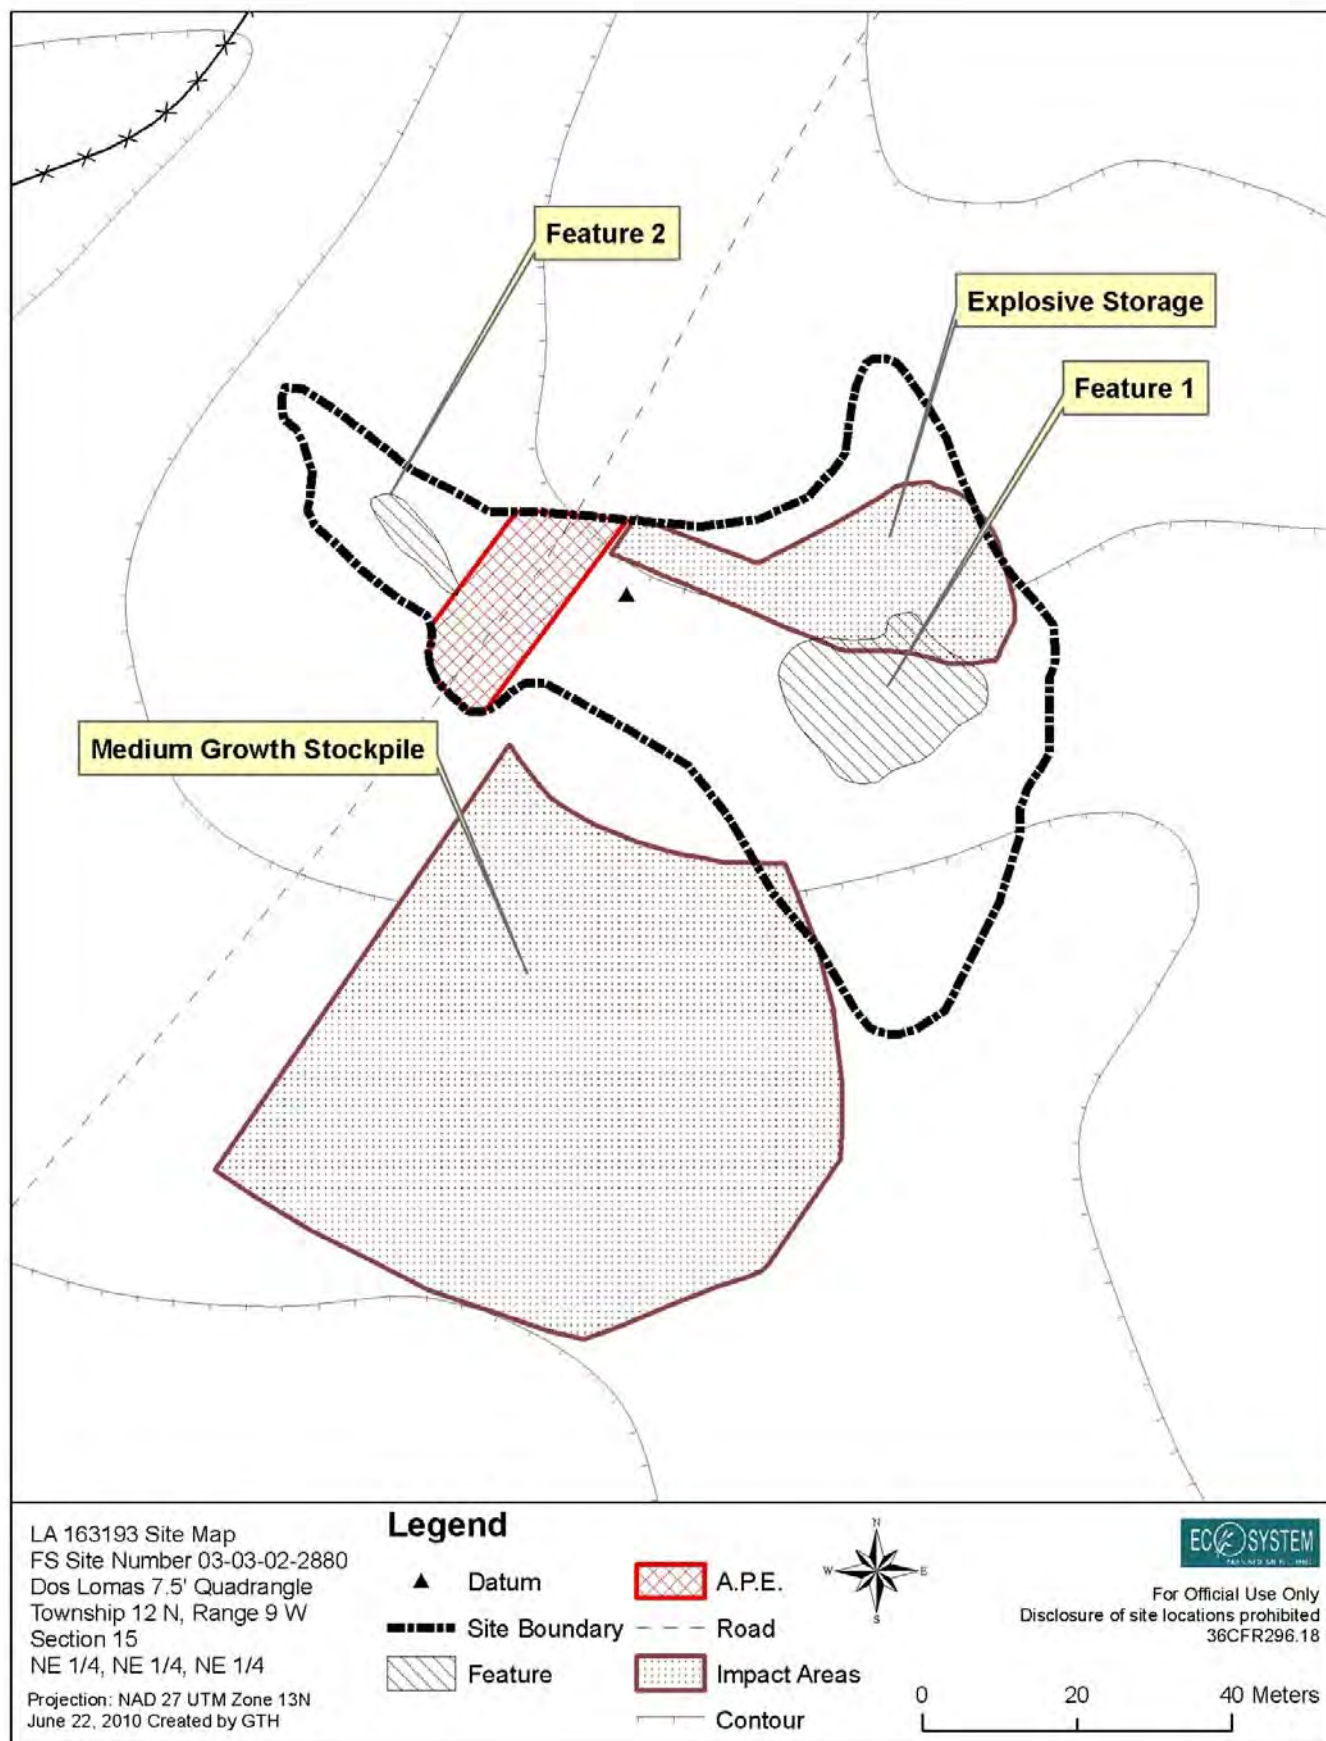 Feature 2
Explosive Storage
Feature 1
Medium Growth Stockpile
LA 163193 Site Map
FS Site Number 03-03-02-2880
Dos Lomas 7.5' Quadrangle
Township 12 N, Range 9 W
Section 15
NE 1/4, NE 1/4, NE 1/4
Projection: NAD 27 UTM Zone 13N
June 22, 2010 Created by GTH
Legend
Datum
Site Boundary
Feature
A.P.E.
Road
Impact Areas
Contour
N
W E
S
ECOSYSTEM
For Official Use Only
Disclosure of site locations prohibited
36CFR296.18
0 20 40 Meters